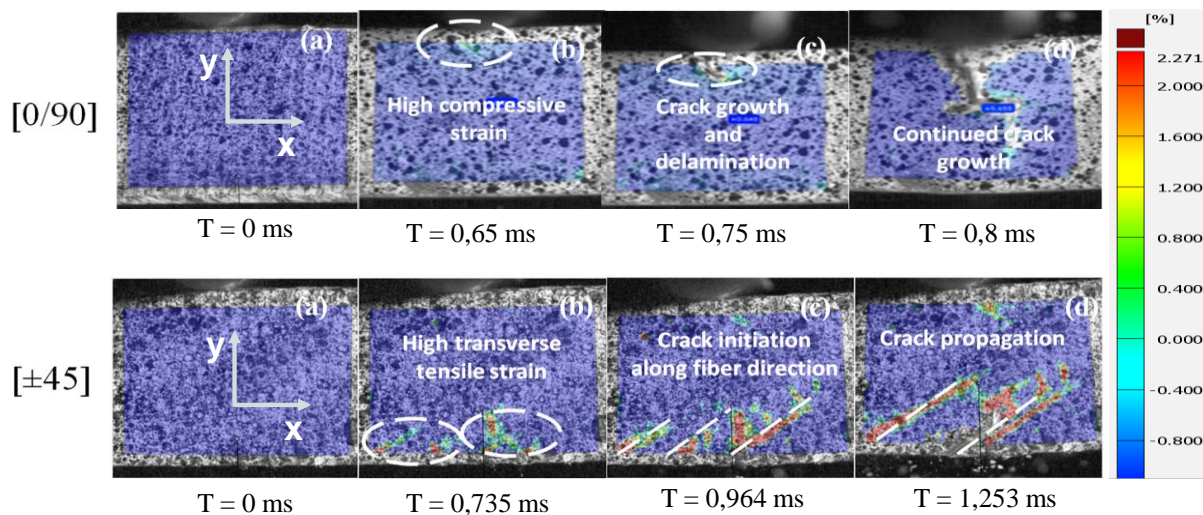 [%]
[0/90]
(a)
y
x
(b)
High compressive
strain
(c)
Crack growth
and
delamination
(d)
Continued crack
growth
T = 0 ms
T = 0,65 ms
T = 0,75 ms
T = 0,8 ms
[±45]
(a)
y
x
(b)
High transverse
tensile strain
(c)
Crack initiation
along fiber direction
(d)
Crack propagation
T = 0 ms
T = 0,735 ms
T = 0,964 ms
T = 1,253 ms
2.271
2.000
1.600
1.200
0.800
0.400
0.000
-0.400
-0.800